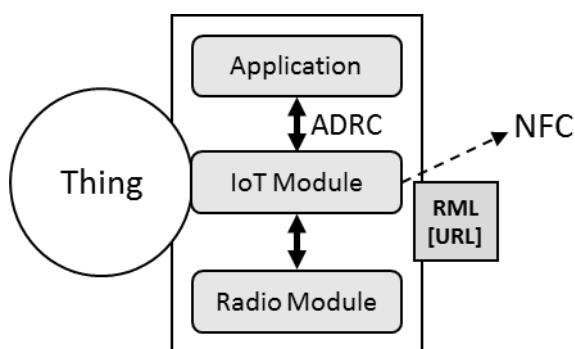 Application
ADRC
NFC
Thing
IoT Module
RML
[URL]
Radio Module